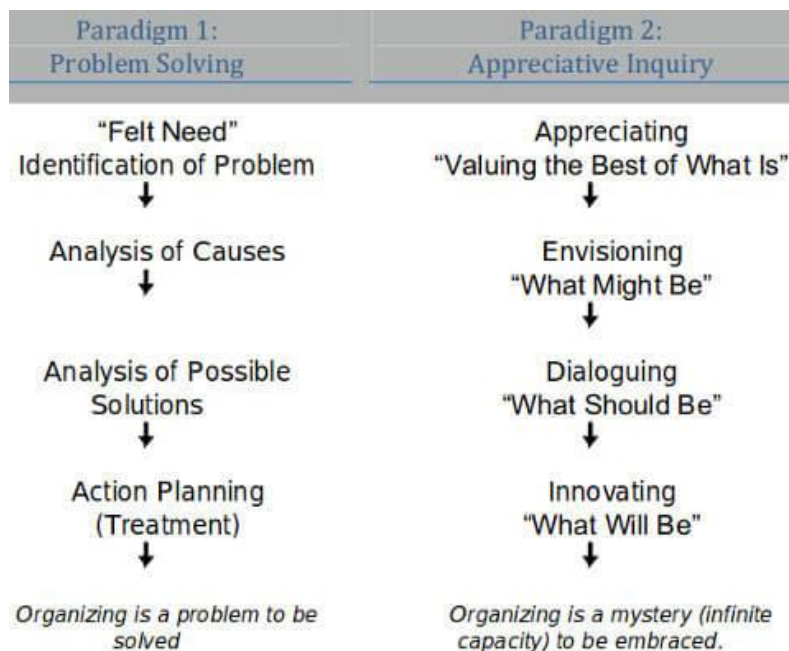 Paradigm 1:
Problem Solving
“Felt Need”
Identification of Problem
Analysis of Causes
Analysis of Possible
Solutions
Action Planning
(Treatment)
Organizing is a problem to be
solved
Paradigm 2:
Appreciative Inquiry
Appreciating
“Valuing the Best of What Is”
Envisioning
“What Might Be”
Dialoguing
“What Should Be”
Innovating
“What Will Be”
Organizing is a mystery (infinite
capacity) to be embraced.